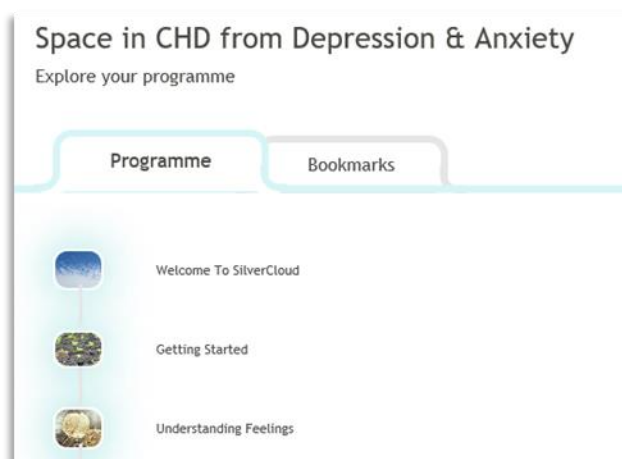 Space in CHD from Depression & Anxiety
Explore your programme
Programme
Bookmarks
Welcome To SilverCloud
Getting Started
Understanding Feelings